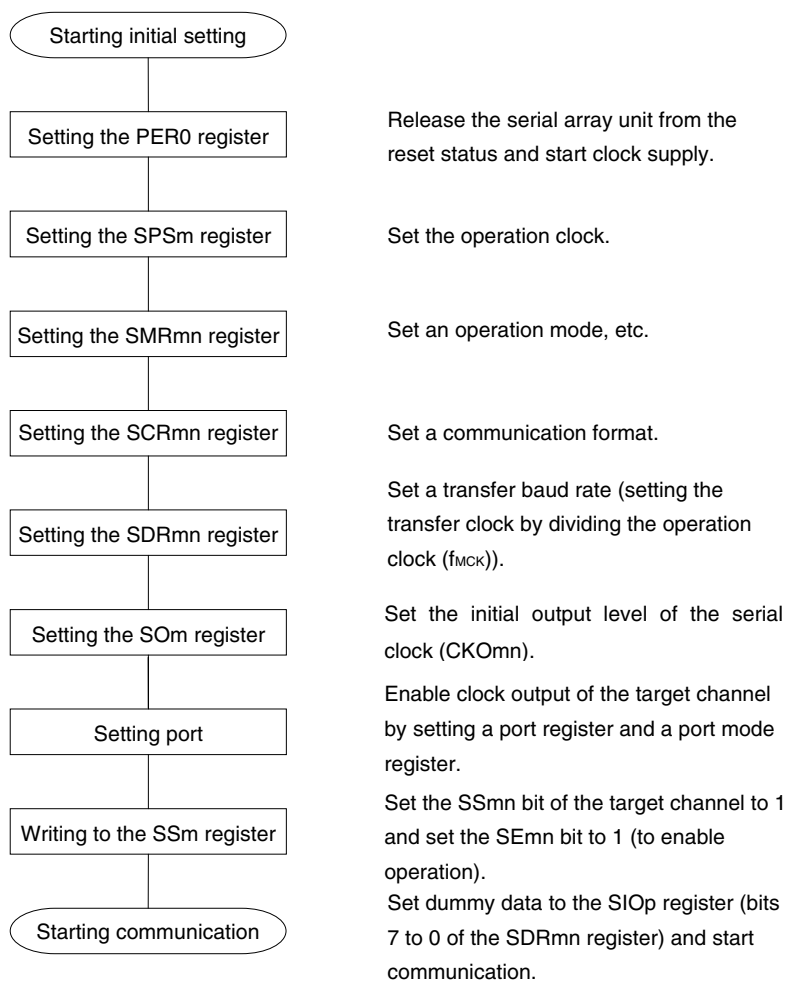 Starting initial setting
Setting the PER0 register
Release the serial array unit from the
reset status and start clock supply.
Setting the SPSm register
Set the operation clock.
Setting the SMRmn register
Set an operation mode, etc.
Setting the SCRmn register
Set a communication format.
Setting the SDRmn register
Set a transfer baud rate (setting the
transfer clock by dividing the operation
clock (fMCK)).
Setting the SOm register
Set the initial output level of the serial
clock (CKOmn).
Setting port
Enable clock output of the target channel
by setting a port register and a port mode
register.
Writing to the SSm register
Set the SSmn bit of the target channel to 1
and set the SEmn bit to 1 (to enable
operation).
Starting communication
Set dummy data to the SIOp register (bits
7 to 0 of the SDRmn register) and start
communication.